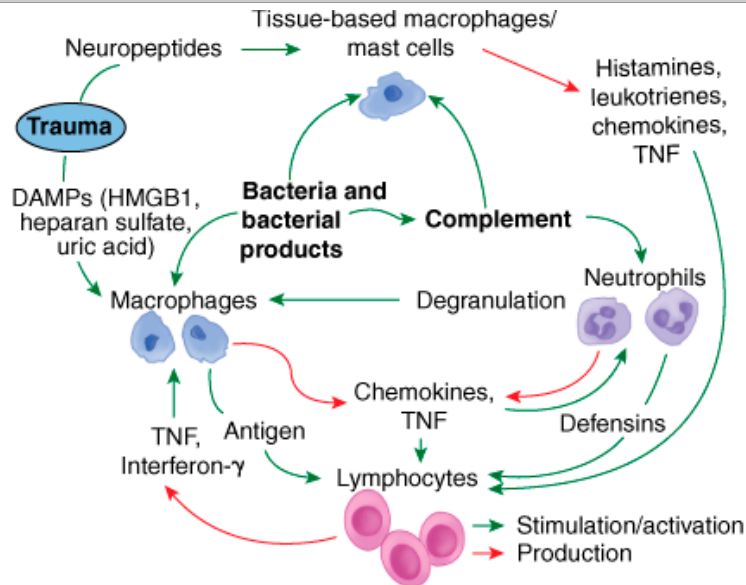 Tissue-based macrophages/
mast cells
Neuropeptides
Histamines,
leukotrienes,
chemokines,
TNF
Trauma
DAMPs (HMGB1,
heparan sulfate,
uric acid)
Bacteria and
bacterial
products
Complement
Neutrophils
Macrophages
Degranulation
Chemokines,
TNF
Defensins
Antigen
TNF,
Interferon-γ
Lymphocytes
Stimulation/activation
Production